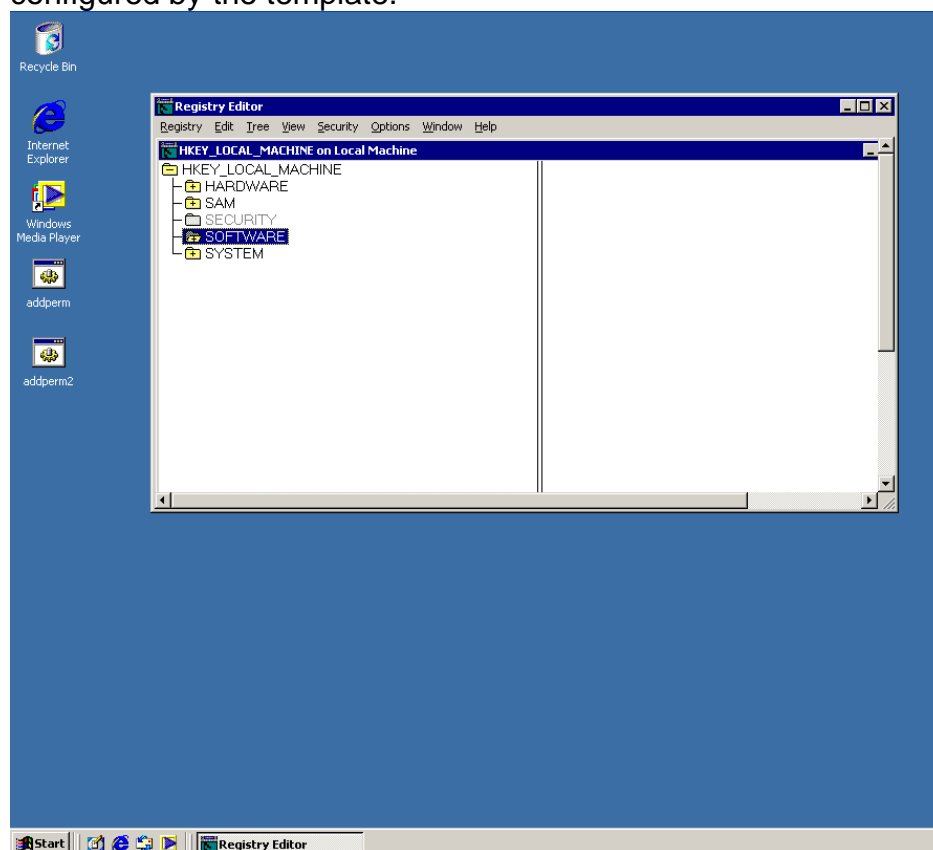 configured by the template.
Recycle Bin
Internet
Explorer
Windows
Media Player
addperm
addperm2
Registry Editor
Registry Edit Tree View Security Options Window Help
HKEY_LOCAL_MACHINE on Local Machine
HKEY_LOCAL_MACHINE
HARDWARE
SAM
SECURITY
SOFTWARE
SYSTEM
Start
Registry Editor